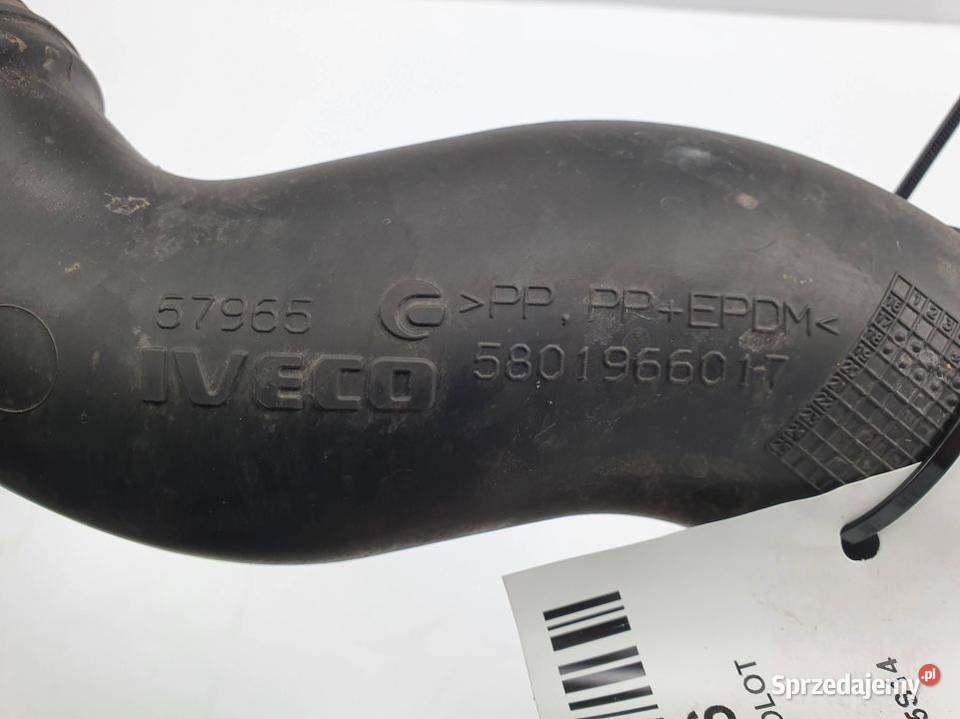 57965 >PP, PP+EPDM<
IVECO 5801966017
OLOT
Sprzedajemy.pl